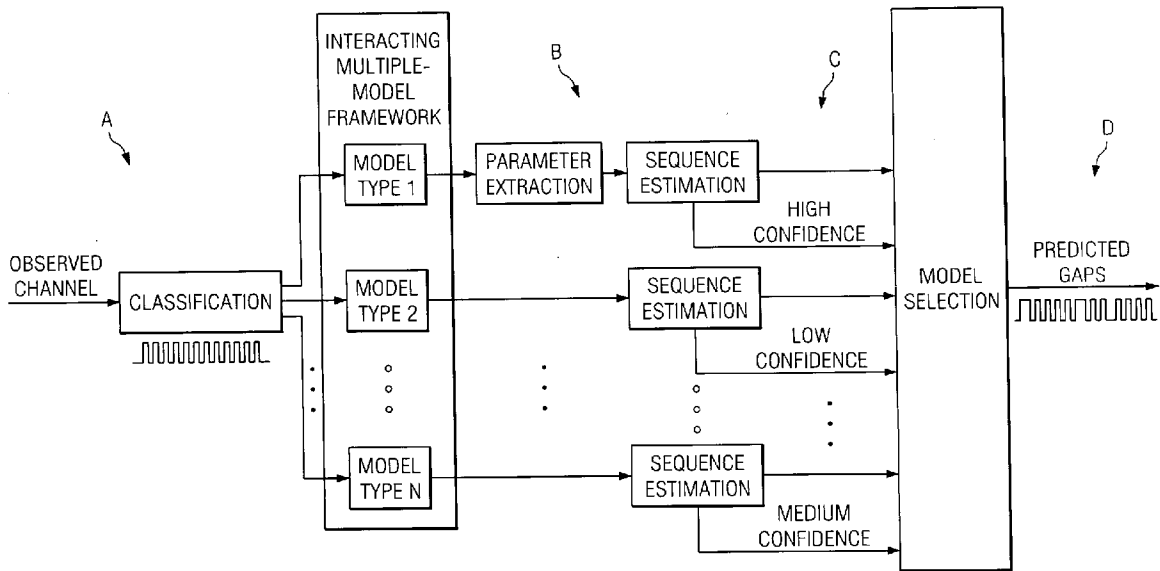 INTERACTING
MULTIPLE-
MODEL
FRAMEWORK
A
B
C
D
MODEL
TYPE 1
PARAMETER
EXTRACTION
SEQUENCE
ESTIMATION
HIGH
CONFIDENCE
OBSERVED
CHANNEL
CLASSIFICATION
MODEL
TYPE 2
SEQUENCE
ESTIMATION
LOW
CONFIDENCE
MODEL
TYPE N
SEQUENCE
ESTIMATION
MEDIUM
CONFIDENCE
MODEL
SELECTION
PREDICTED
GAPS